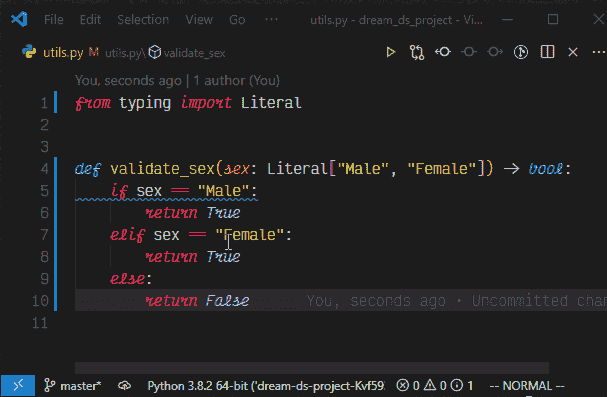 File Edit Selection View Go ··· utils.py - dream_ds_project - Vi...
utils.py M utils.py\ validate_sex
You, seconds ago | 1 author (You)
1 from typing import Literal
2
3
4 def validate_sex(sex: Literal["Male", "Female"]) → bool:
5 if sex == "Male":
6 return True
7 elif sex == "Female":
8 return True
9 else:
10 return False You, seconds ago • Uncommitted chan
11
master* Python 3.8.2 64-bit ('dream-ds-project-Kvf59 0 0 1 -- NORMAL --